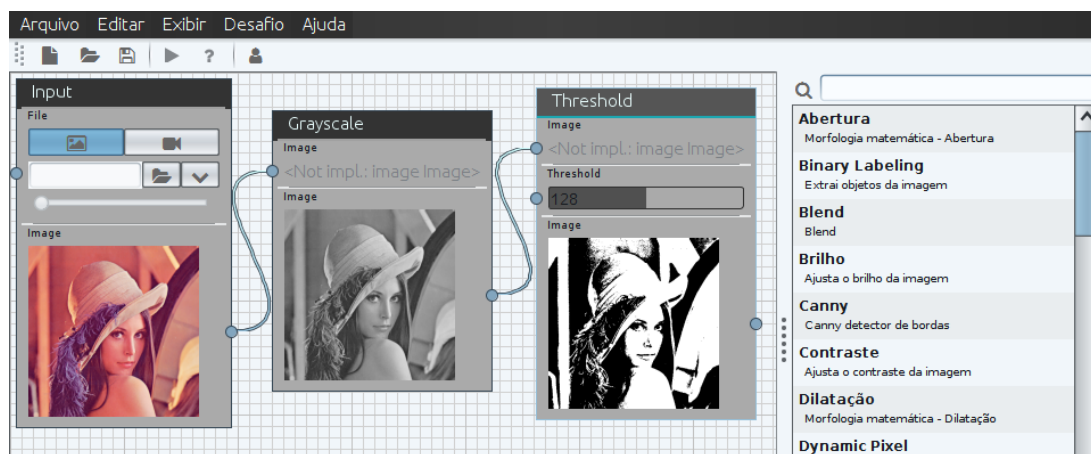 Arquivo Editar Exibir Desafio Ajuda
?
Input
File
Image
Grayscale
Image
<Not impl.: image Image>
Image
Threshold
Image
<Not impl.: image Image>
Threshold
128
Image
Abertura
Morfologia matemática - Abertura
Binary Labeling
Extrai objetos da imagem
Blend
Blend
Brilho
Ajusta o brilho da imagem
Canny
Canny detector de bordas
Contraste
Ajusta o contraste da imagem
Dilatação
Morfologia matemática - Dilatação
Dynamic Pixel